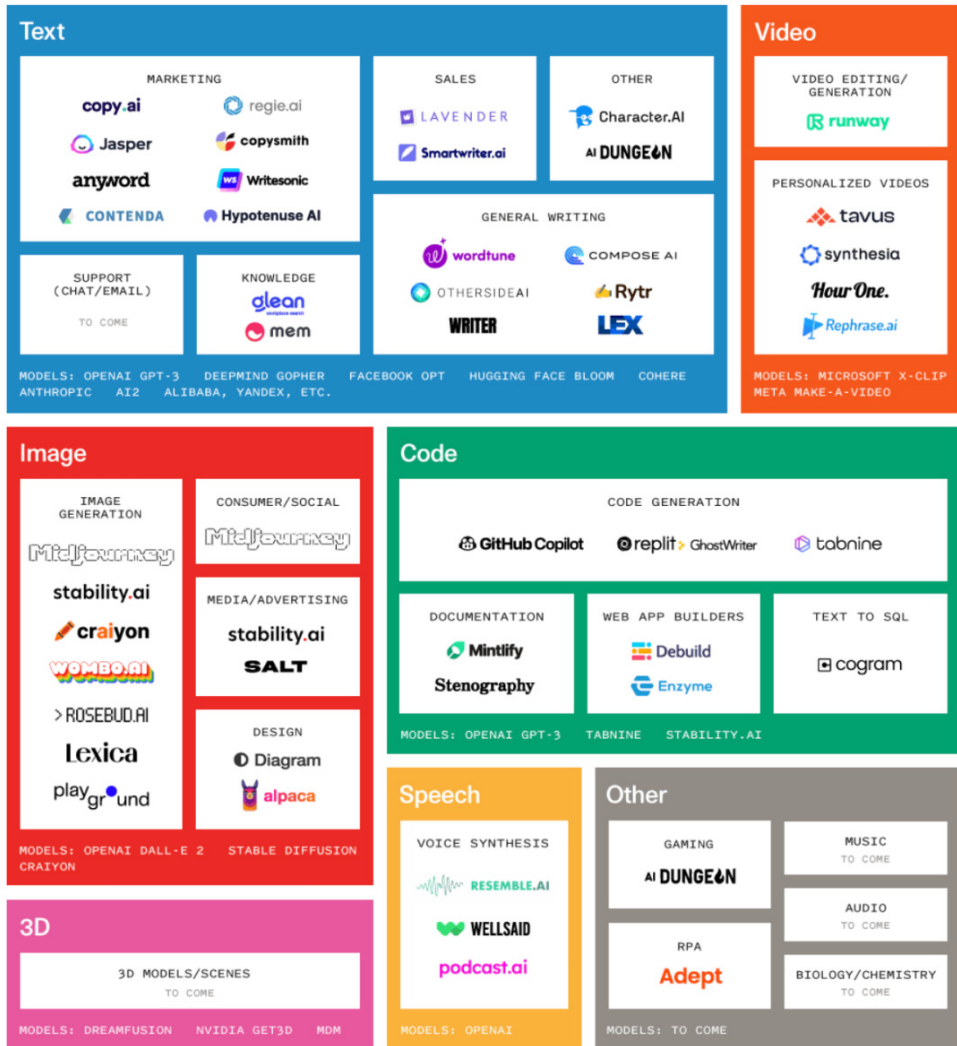 Text
MARKETING
copy.ai
regie.ai
Jasper
copysmith
anyword
WS Writesonic
CONTENDA
Hypotenuse AI
SALES
LAVENDER
Smartwriter.ai
OTHER
Character.AI
AI DUNGEON
SUPPORT
(CHAT/EMAIL)
TO COME
KNOWLEDGE
glean
workplace search
mem
GENERAL WRITING
w wordtune
COMPOSE AI
OTHERSIDEAI
Rytr
WRITER
LEX
MODELS: OPENAI GPT-3 DEEPMIND GOPHER FACEBOOK OPT HUGGING FACE BLOOM COHERE
ANTHROPIC AI2 ALIBABA, YANDEX, ETC.
Video
VIDEO EDITING/
GENERATION
runway
PERSONALIZED VIDEOS
tavus
synthesia
Hour One.
Rephrase.ai
MODELS: MICROSOFT X-CLIP
META MAKE-A-VIDEO
Image
IMAGE
GENERATION
Midjourney
stability.ai
craiyon
WOMBO.AI
>ROSEBUD.AI
Lexica
playground
CONSUMER/SOCIAL
Midjourney
MEDIA/ADVERTISING
stability.ai
SALT
DESIGN
Diagram
alpaca
MODELS: OPENAI DALL-E 2 STABLE DIFFUSION
CRAIYON
Code
CODE GENERATION
GitHub Copilot
replit > GhostWriter
tabnine
DOCUMENTATION
Mintlify
Stenography
WEB APP BUILDERS
Debuild
Enzyme
TEXT TO SQL
cogram
MODELS: OPENAI GPT-3 TABNINE STABILITY.AI
3D
3D MODELS/SCENES
TO COME
MODELS: DREAMFUSION NVIDIA GET3D MDM
Speech
VOICE SYNTHESIS
RESEMBLE.AI
WELLSAID
podcast.ai
MODELS: OPENAI
Other
GAMING
AI DUNGEON
RPA
Adept
MUSIC
TO COME
AUDIO
TO COME
BIOLOGY/CHEMISTRY
TO COME
MODELS: TO COME